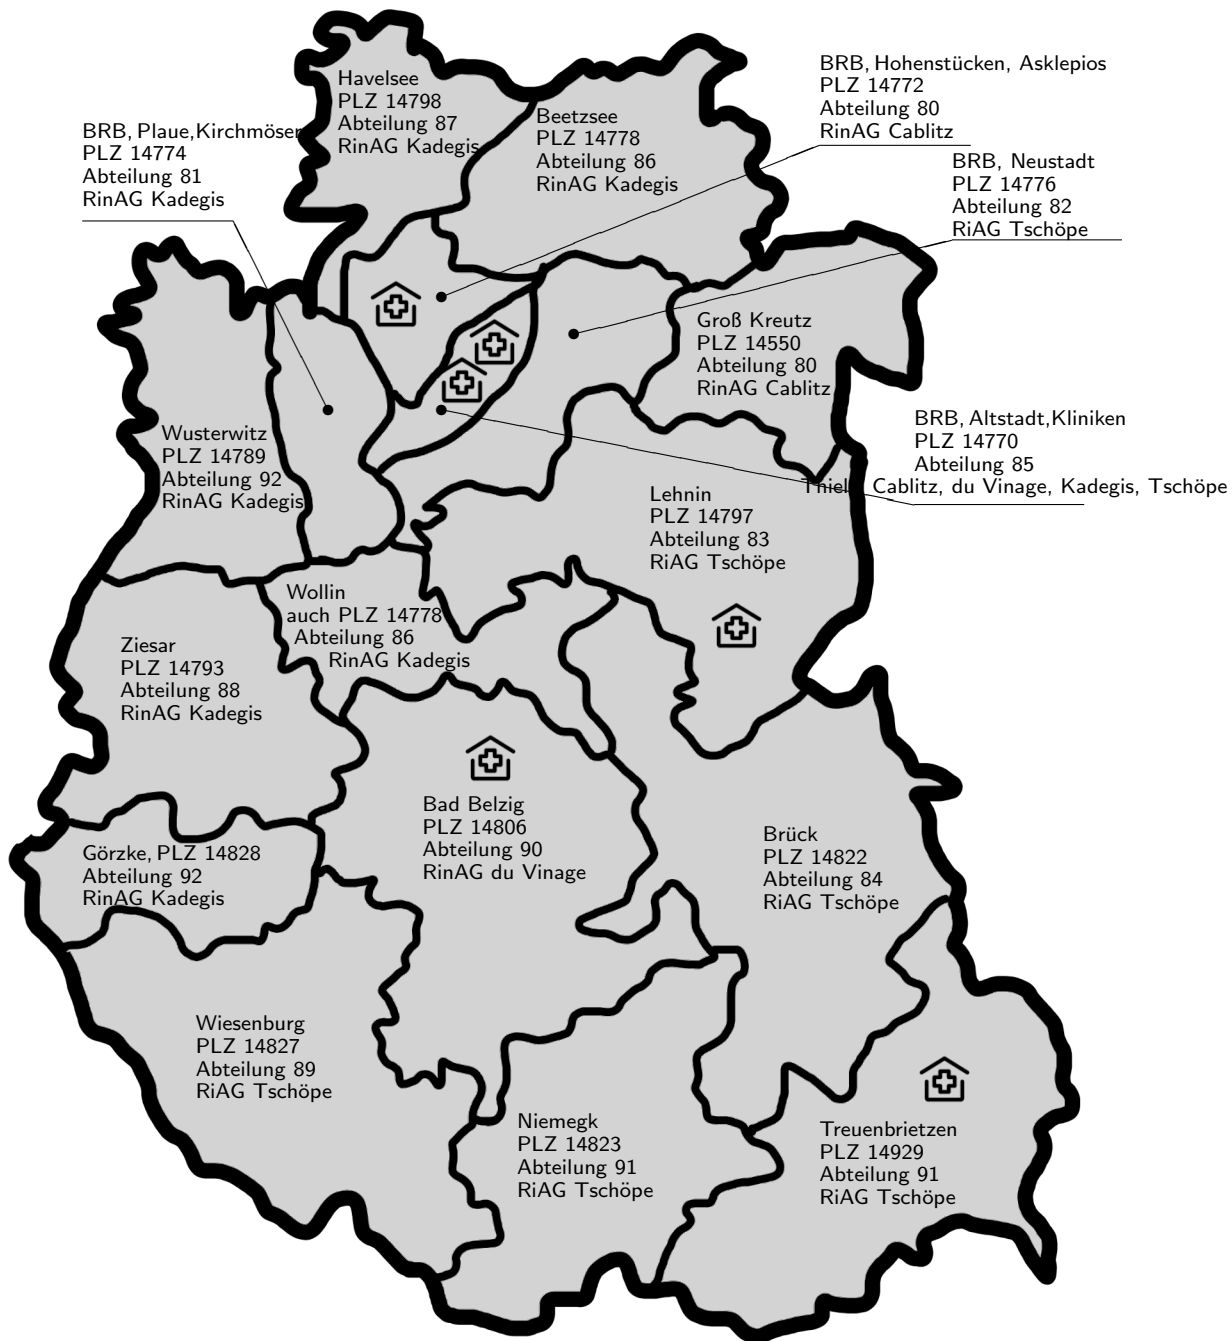 Havelsee
PLZ 14798
Abteilung 87
RinAG Kadegis
Beetzsee
PLZ 14778
Abteilung 86
RinAG Kadegis
BRB, Hohenstücken, Asklepios
PLZ 14772
Abteilung 80
RinAG Cablitz
BRB, Plaue,Kirchmöser
PLZ 14774
Abteilung 81
RinAG Kadegis
BRB, Neustadt
PLZ 14776
Abteilung 82
RiAG Tschöpe
Groß Kreutz
PLZ 14550
Abteilung 80
RinAG Cablitz
BRB, Altstadt,Kliniken
PLZ 14770
Abteilung 85
Cablitz, du Vinage, Kadegis, Tschöpe
Wusterwitz
PLZ 14789
Abteilung 92
RinAG Kadegis
Lehnin
PLZ 14797
Abteilung 83
RiAG Tschöpe
Wollin
auch PLZ 14778
Abteilung 86
RinAG Kadegis
Ziesar
PLZ 14793
Abteilung 88
RinAG Kadegis
Bad Belzig
PLZ 14806
Abteilung 90
RinAG du Vinage
Brück
PLZ 14822
Abteilung 84
RiAG Tschöpe
Görzke, PLZ 14828
Abteilung 92
RinAG Kadegis
Wiesenburg
PLZ 14827
Abteilung 89
RiAG Tschöpe
Niemegk
PLZ 14823
Abteilung 91
RiAG Tschöpe
Treuenbrietzen
PLZ 14929
Abteilung 91
RiAG Tschöpe